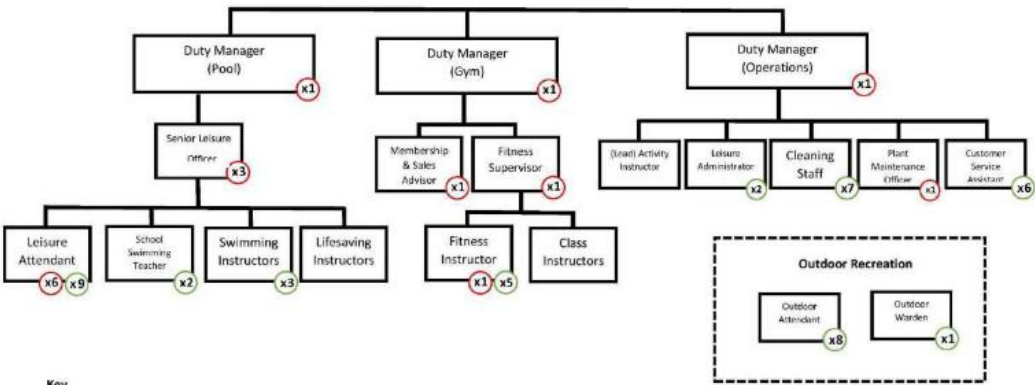 Duty Manager
(Pool)
x1
Duty Manager
(Gym)
x1
Duty Manager
(Operations)
x1
Senior Leisure
Officer
x3
Membership
& Sales
Advisor
x1
Fitness
Supervisor
x1
(Lead) Activity
Instructor
Leisure
Administrator
x2
Cleaning
Staff
x7
Plant
Maintenance
Officer
x1
Customer
Service
Assistant
x6
Leisure
Attendant
x6
x9
School
Swimming
Teacher
x2
Swimming
Instructors
x3
Lifesaving
Instructors
Fitness
Instructor
x1
x5
Class
Instructors
Outdoor Recreation
Outdoor
Attendant
x8
Outdoor
Warden
x1
Key